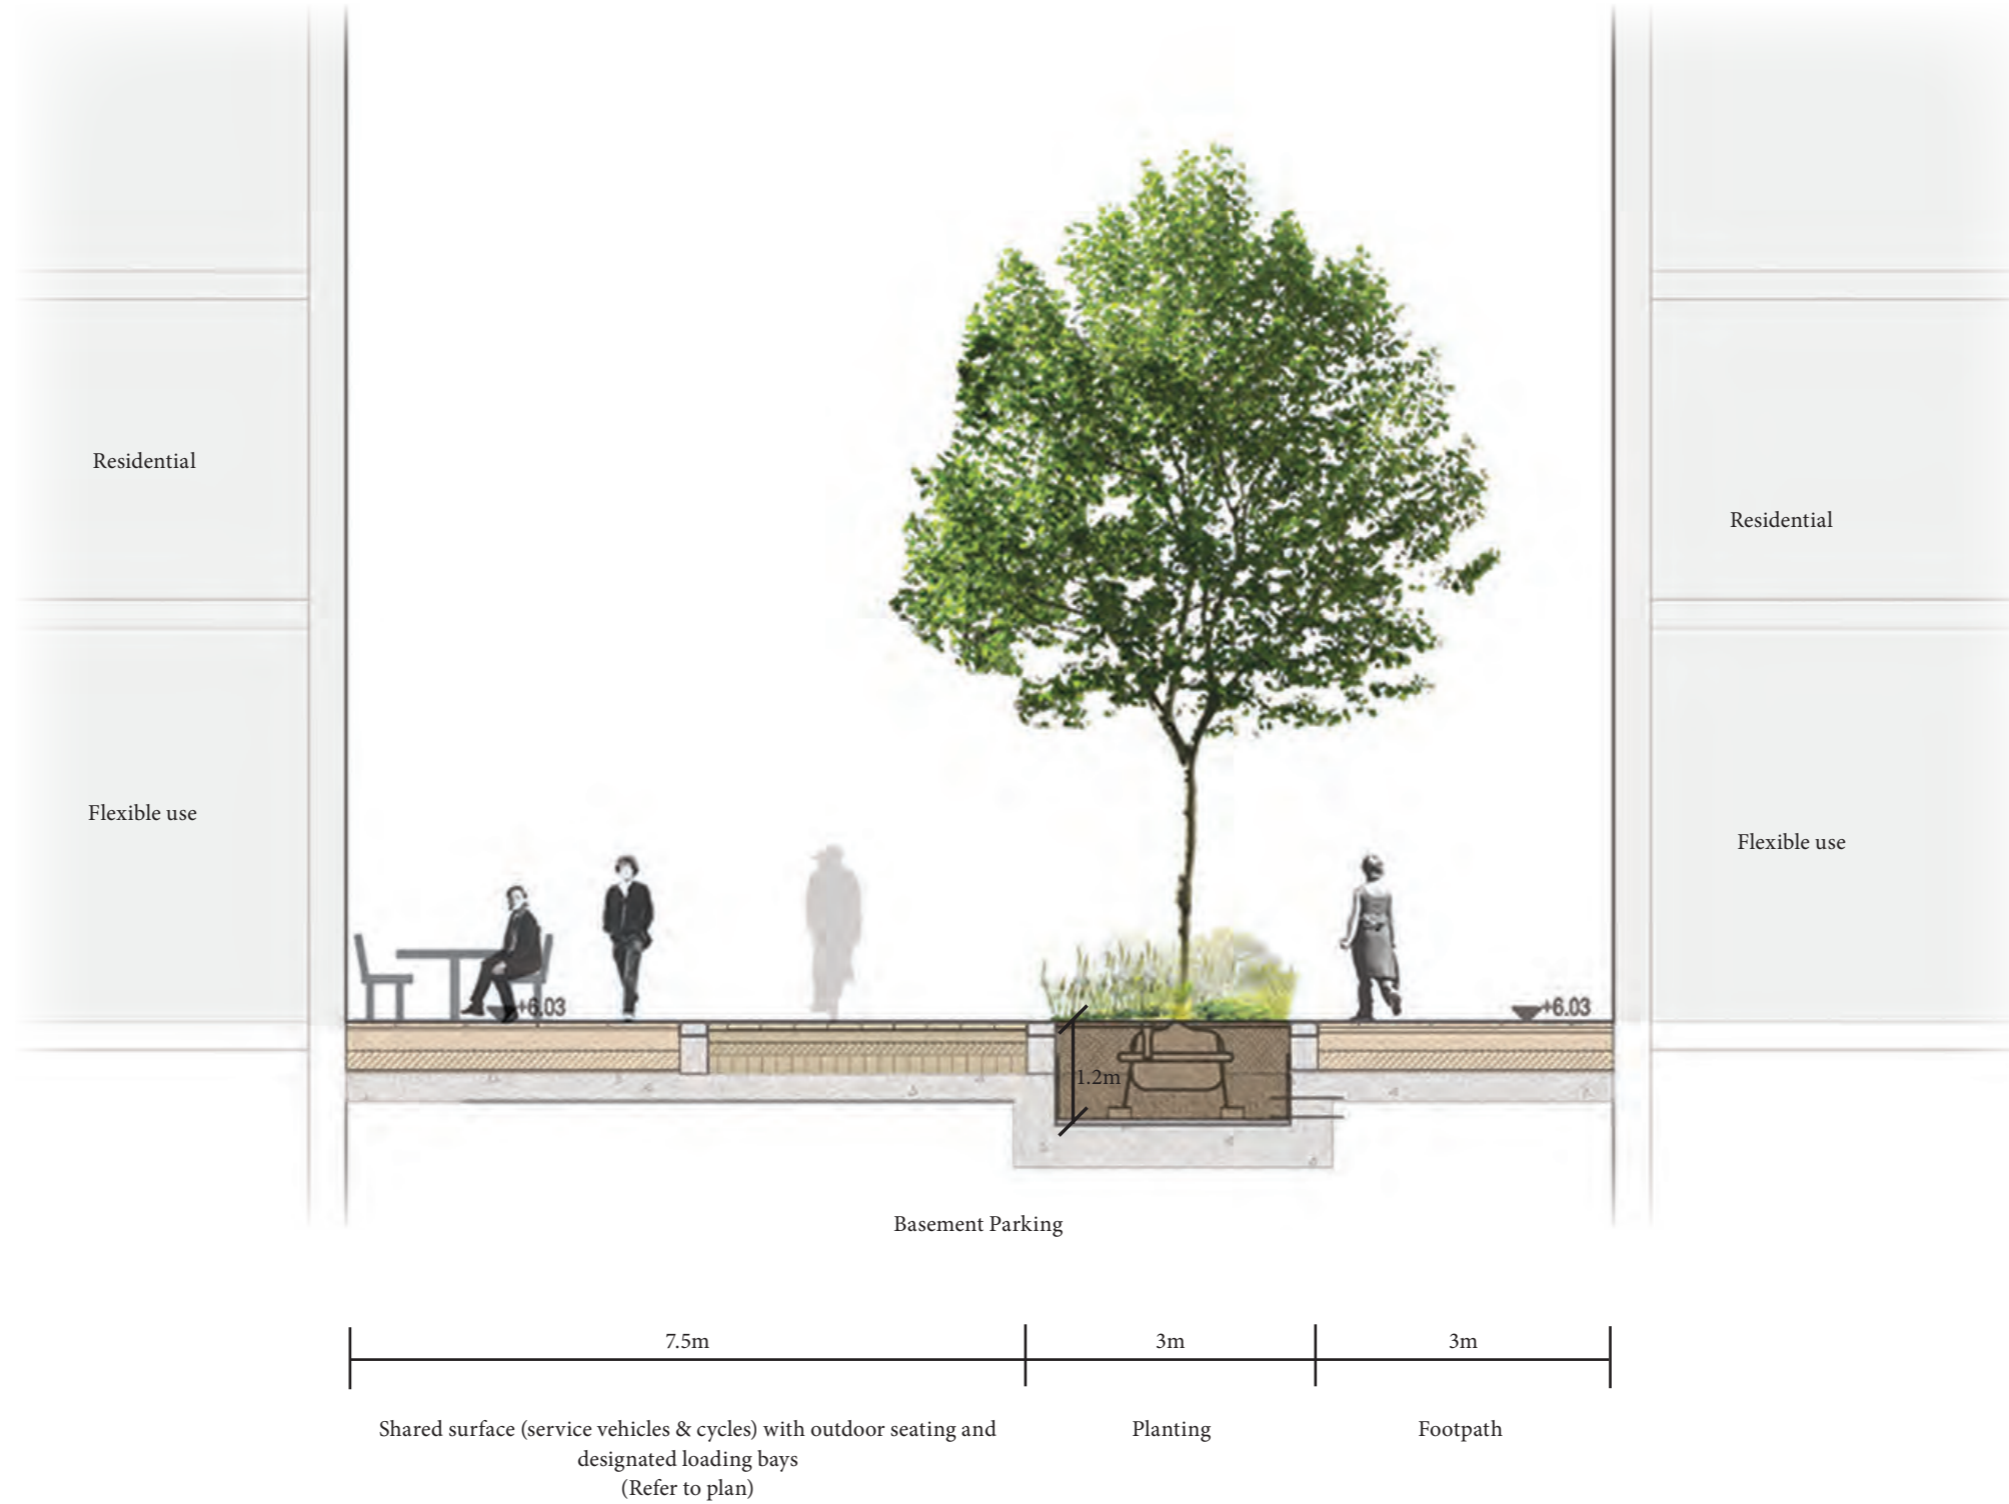 Residential
Residential
Flexible use
Flexible use
+6.03
+6.03
1.2m
Basement Parking
7.5m
3m
3m
Shared surface (service vehicles & cycles) with outdoor seating and
designated loading bays
(Refer to plan)
Planting
Footpath